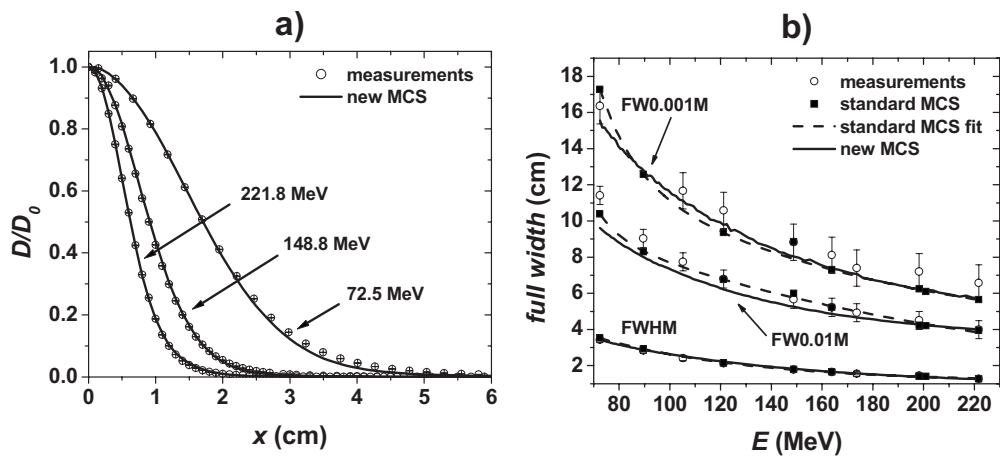 a)
1.0
0.8
0.6
0.4
0.2
0.0
D/D0
measurements
new MCS
221.8 MeV
148.8 MeV
72.5 MeV
0 1 2 3 4 5 6
x (cm)
b)
18
16
14
12
10
8
6
4
2
full width (cm)
measurements
standard MCS
standard MCS fit
new MCS
FW0.001M
FW0.01M
FWHM
80 100 120 140 160 180 200 220
E (MeV)